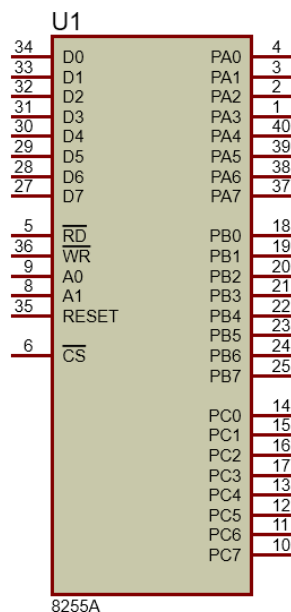 U1
34 D0 PA0 4
33 D1 PA1 3
32 D2 PA2 2
31 D3 PA3 1
30 D4 PA4 40
29 D5 PA5 39
28 D6 PA6 38
27 D7 PA7 37
5 RD PB0 18
36 WR PB1 19
9 A0 PB2 20
8 A1 PB3 21
35 RESET PB4 22
PB5 23
6 CS PB6 24
PB7 25
PC0 14
PC1 15
PC2 16
PC3 17
PC4 13
PC5 12
PC6 11
PC7 10
8255A